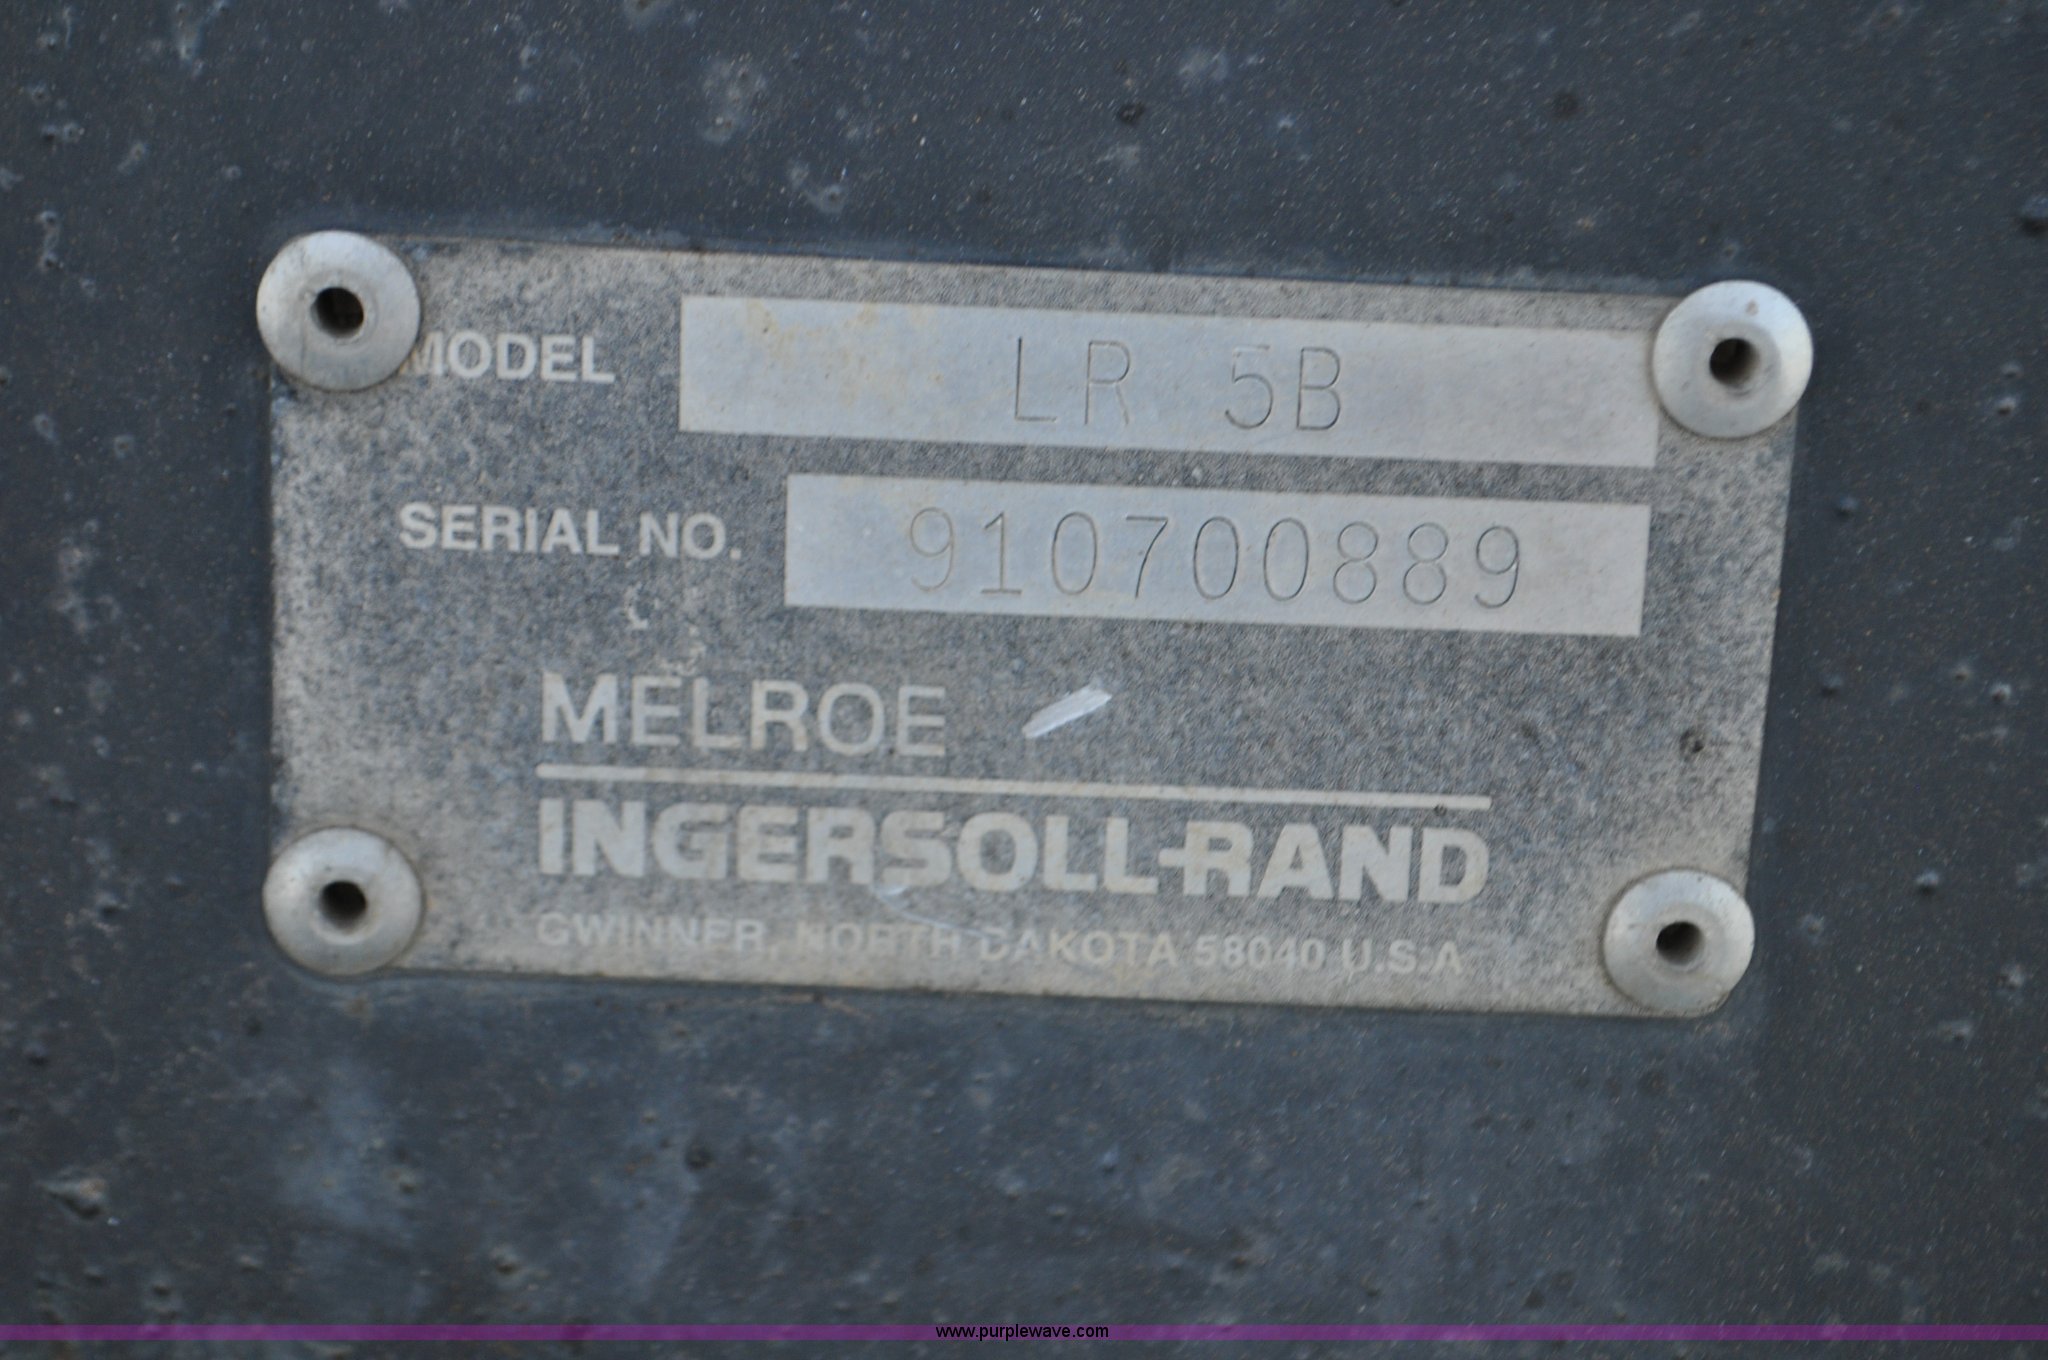 MODEL LR 5B
SERIAL NO. 910700889
MELROE
INGERSOLL-RAND
GWINNER, NORTH DAKOTA 58040 U.S.A
www.purplewave.com